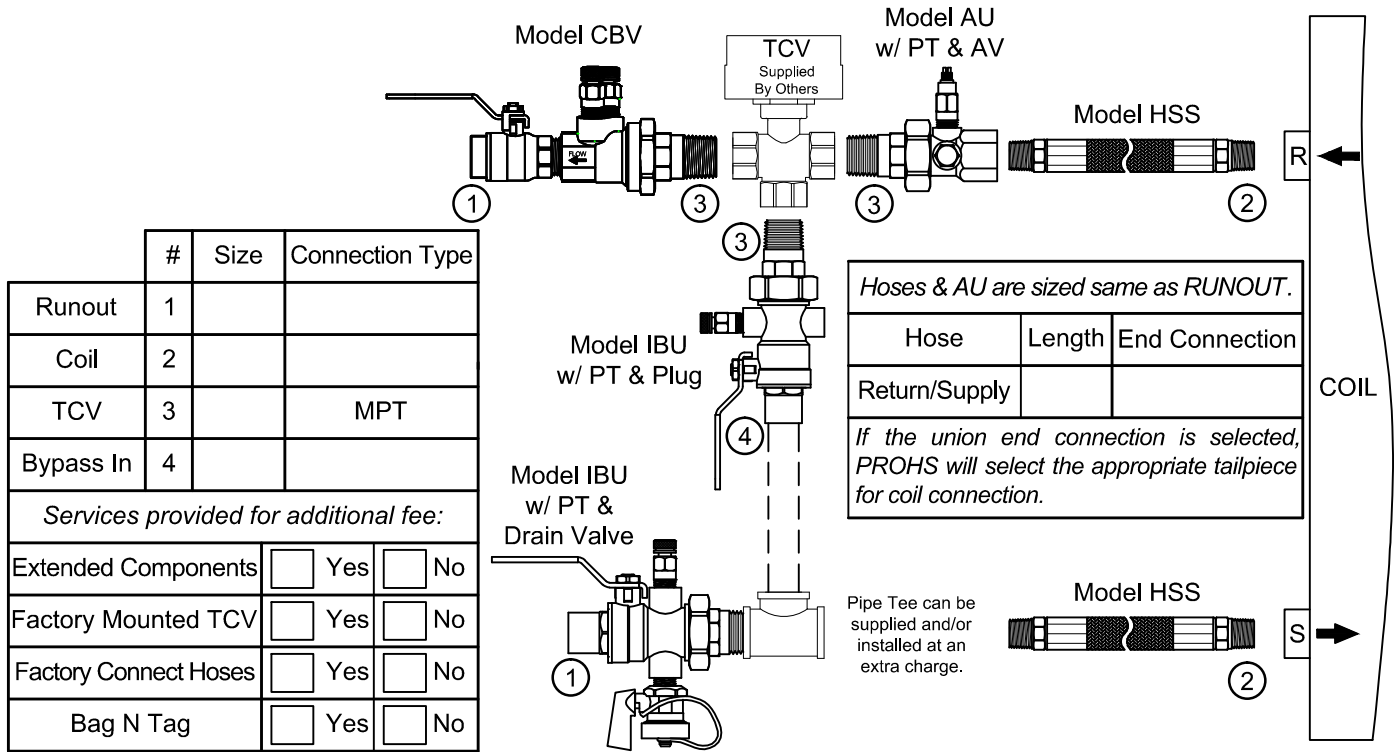 Model CBV
TCV
Supplied
By Others
Model AU
w/ PT & AV
Model HSS
FLOW
R
1
3
3
2
3
# Size Connection Type
Runout 1
Coil 2
TCV 3 MPT
Bypass In 4
Services provided for additional fee:
Extended Components Yes No
Factory Mounted TCV Yes No
Factory Connect Hoses Yes No
Bag N Tag Yes No
Model IBU
w/ PT & Plug
4
Hoses & AU are sized same as RUNOUT.
Hose Length End Connection
Return/Supply
If the union end connection is selected,
PROHS will select the appropriate tailpiece
for coil connection.
COIL
Model IBU
w/ PT &
Drain Valve
1
Pipe Tee can be
supplied and/or
installed at an
extra charge.
Model HSS
S
2